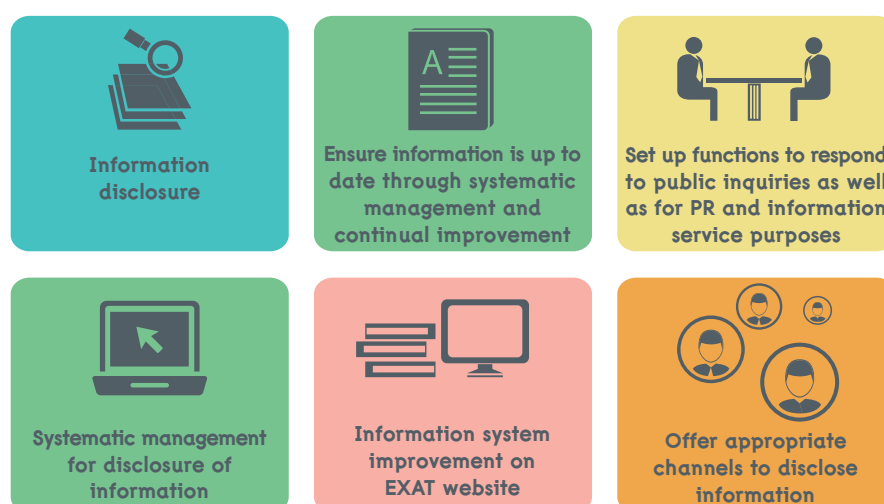 Information
disclosure
A
Ensure information is up to
date through systematic
management and
continual improvement
Set up functions to respond
to public inquiries as well
as for PR and information
service purposes
Systematic management
for disclosure of
information
Information system
improvement on
EXAT website
Offer appropriate
channels to disclose
information